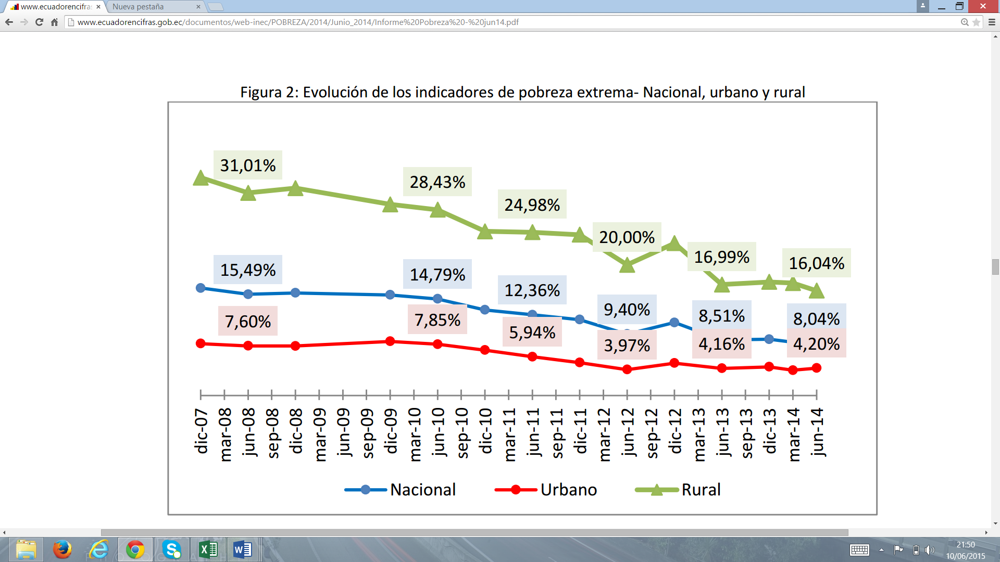 www.ecuadorencifra
Nueva pestaña
www.ecuadorencifras.gob.ec/documentos/web-inec/POBREZA/2014/Junio_2014/Informe%20Pobreza%20-%20jun14.pdf
Figura 2: Evolución de los indicadores de pobreza extrema- Nacional, urbano y rural
31,01%
28,43%
24,98%
20,00%
16,99%
16,04%
15,49%
14,79%
12,36%
9,40%
8,51%
8,04%
7,60%
7,85%
5,94%
3,97%
4,16%
4,20%
dic-07
mar-08
jun-08
sep-08
dic-08
mar-09
jun-09
sep-09
dic-09
mar-10
jun-10
sep-10
dic-10
mar-11
jun-11
sep-11
dic-11
mar-12
jun-12
sep-12
dic-12
mar-13
jun-13
sep-13
dic-13
mar-14
jun-14
Nacional
Urbano
Rural
21:50
10/06/2015